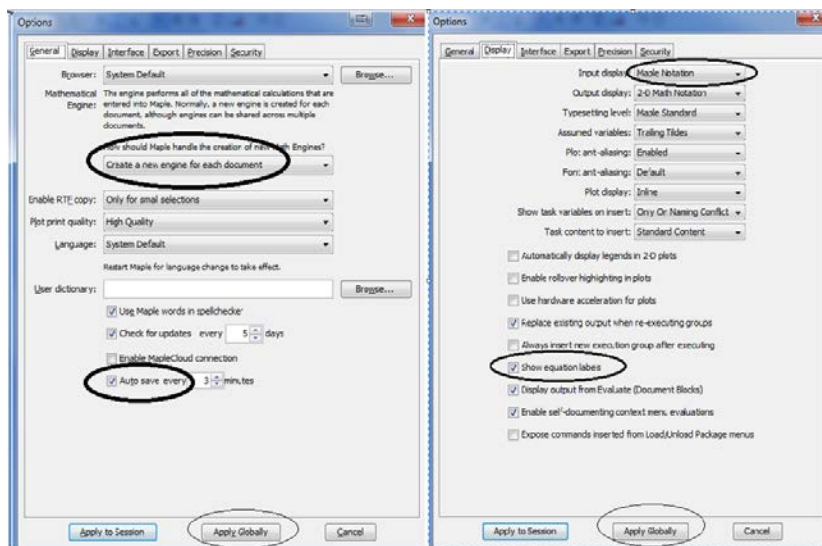 Options
General Display Interface Export Precision Security
Browser: System Default Browse...
Mathematical Engine: The engine performs all of the mathematical calculations that are
entered into Maple. Normally, a new engine is created for each
document, although engines can be shared across multiple
documents.
How should Maple handle the creation of new Math Engines?
Create a new engine for each document
Enable RTF copy: Only for small selections
Plot print quality: High Quality
Language: System Default
Restart Maple for language change to take effect.
User dictionary: Browse...
Use Maple words in spellchecker
Check for updates every 5 days
Enable MapleCloud connection
Auto save every 3 minutes
Apply to Session Apply Globally Cancel
Options
General Display Interface Export Precision Security
Input display: Maple Notation
Output display: 2-D Math Notation
Typesetting level: Maple Standard
Assumed variables: Trailing Tildes
Plot anti-aliasing: Enabled
Font anti-aliasing: Default
Plot display: Inline
Show task variables on insert: Only On Naming Conflict
Task content to insert: Standard Content
Automatically display legends in 2-D plots
Enable rollover highlighting in plots
Use hardware acceleration for plots
Replace existing output when re-executing groups
Always insert new execution group after executing
Show equation labels
Display output from Evaluate (Document Blocks)
Enable self-documenting context menu evaluations
Expose commands inserted from Load/Unload Package menus
Apply to Session Apply Globally Cancel